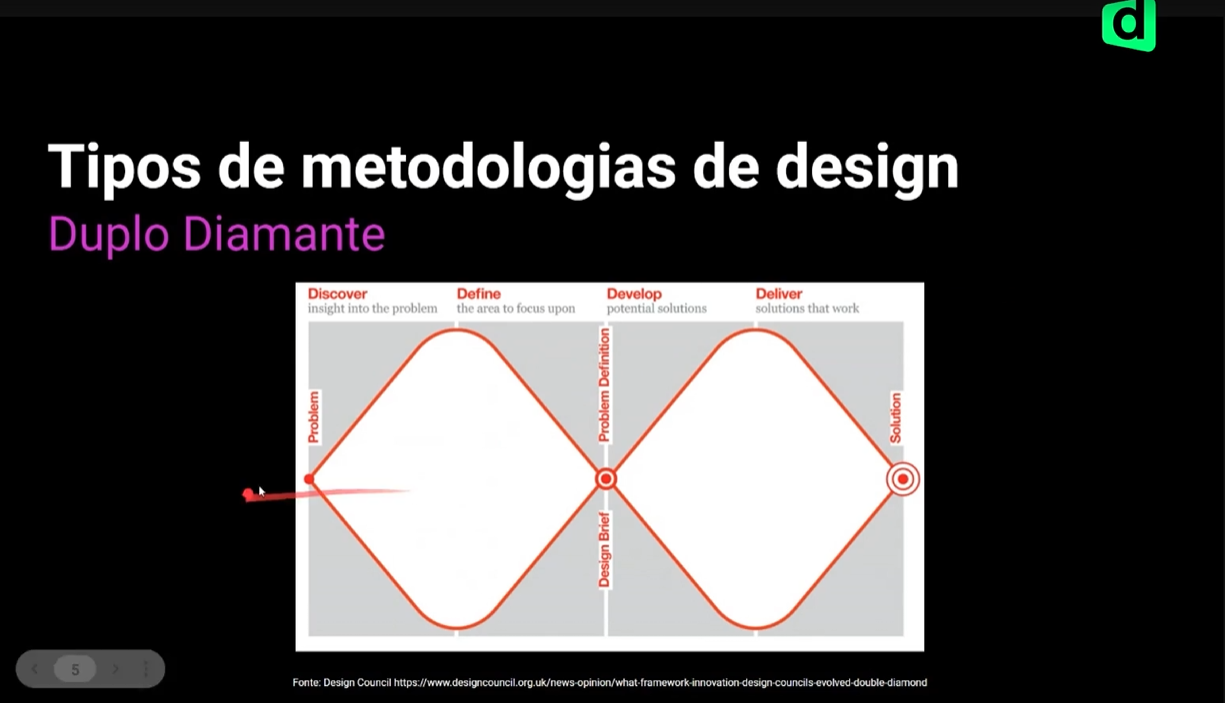 d
Tipos de metodologias de design
Duplo Diamante
Discover
insight into the problem
Define
the area to focus upon
Develop
potential solutions
Deliver
solutions that work
Problem
Problem Definition
Design Brief
Solution
5
Fonte: Design Council https://www.designcouncil.org.uk/news-opinion/what-framework-innovation-design-councils-evolved-double-diamond